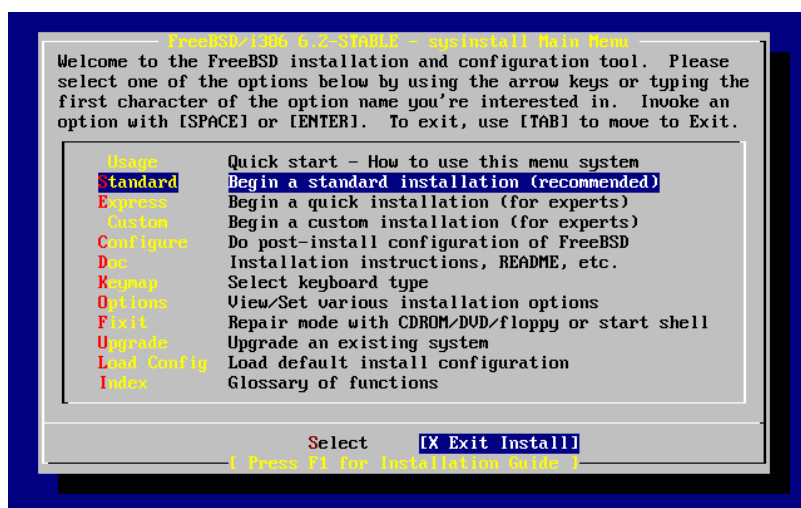 FreeBSD/i386 6.2-STABLE - sysinstall Main Menu
Welcome to the FreeBSD installation and configuration tool.  Please
select one of the options below by using the arrow keys or typing the
first character of the option name you're interested in.  Invoke an
option with [SPACE] or [ENTER].  To exit, use [TAB] to move to Exit.
Usage Quick start - How to use this menu system
Standard Begin a standard installation (recommended)
Express Begin a quick installation (for experts)
Custom Begin a custom installation (for experts)
Configure Do post-install configuration of FreeBSD
Doc Installation instructions, README, etc.
Keymap Select keyboard type
Options View/Set various installation options
Fixit Repair mode with CDROM/DVD/floppy or start shell
Upgrade Upgrade an existing system
Load Config Load default install configuration
Index Glossary of functions
Select [X Exit Install]
[ Press F1 for Installation Guide ]